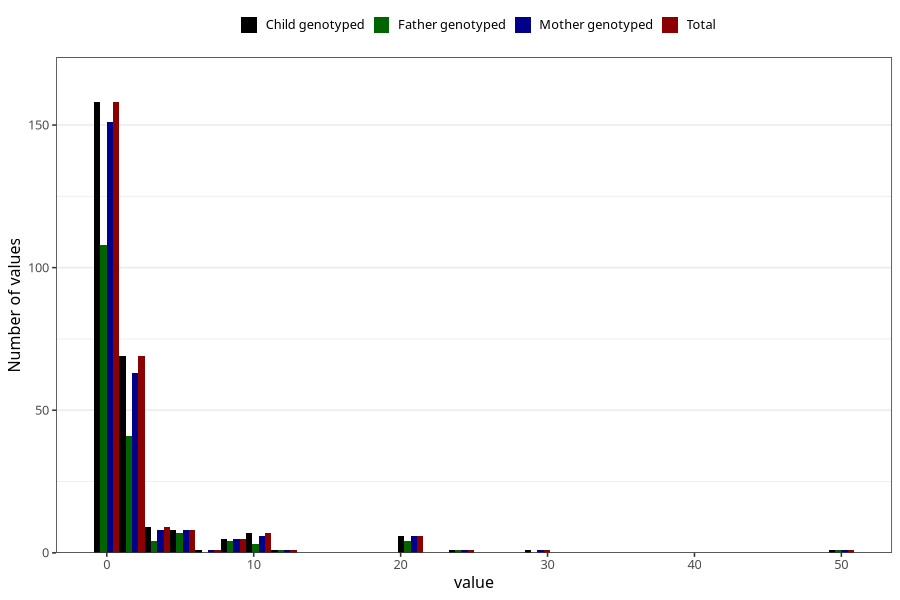 Child genotyped Father genotyped Mother genotyped Total
Number of values
150
100
50
0
0 10 20 30 40 50
value